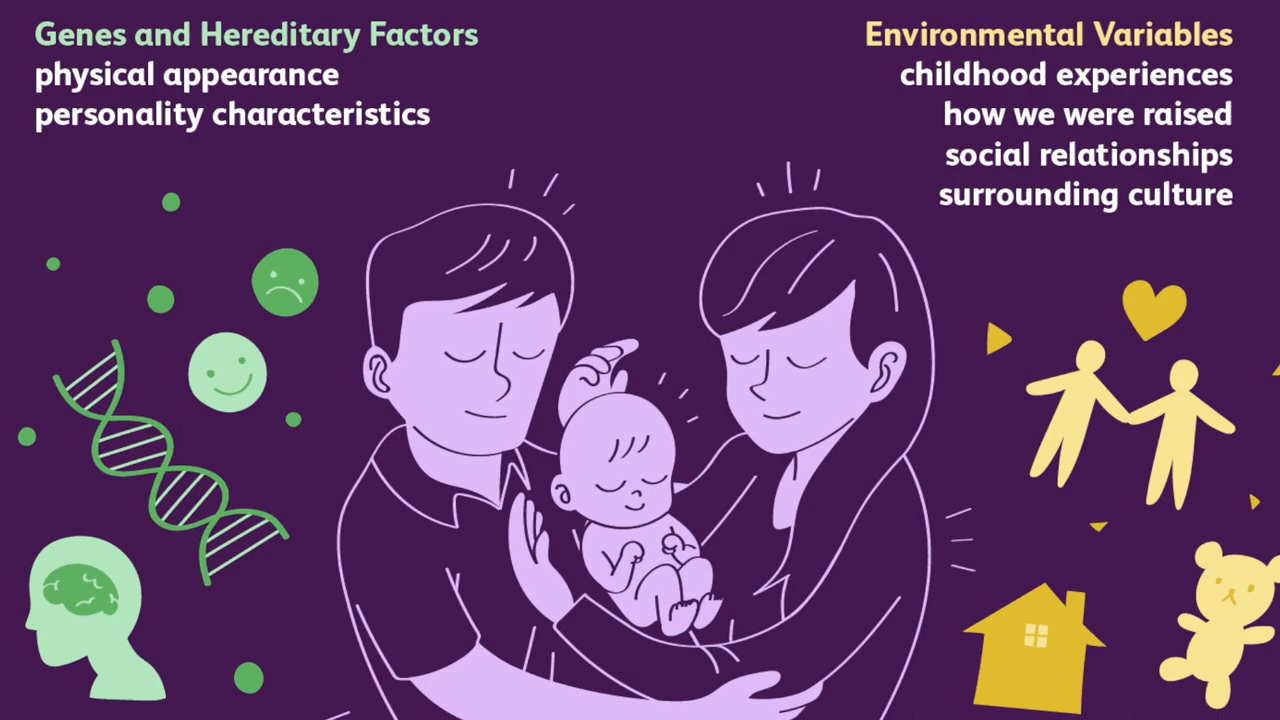 Genes and Hereditary Factors
physical appearance
personality characteristics
Environmental Variables
childhood experiences
how we were raised
social relationships
surrounding culture